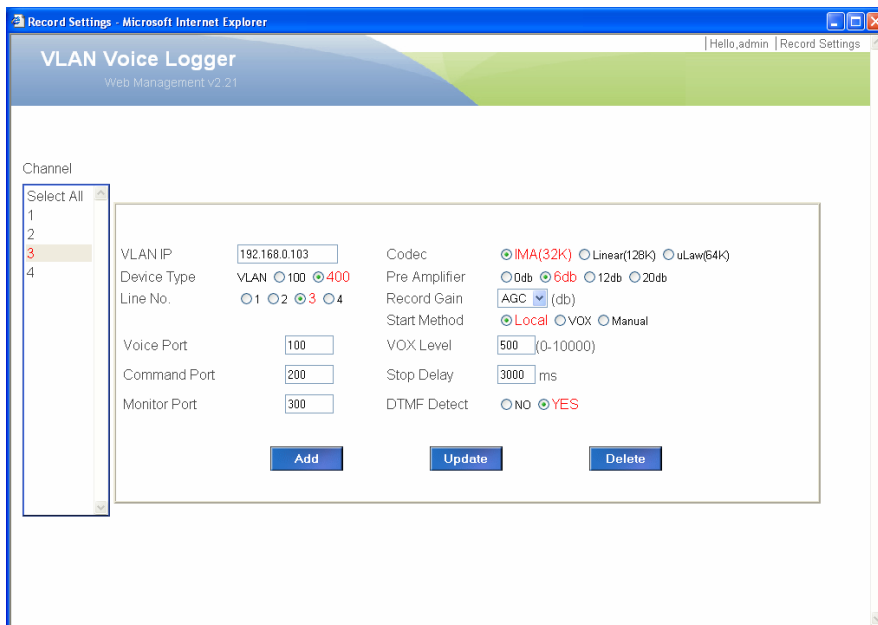 Record Settings - Microsoft Internet Explorer
|Hello,admin |Record Settings
VLAN Voice Logger
Web Management v2.21
Channel
Select All
1
2
3
4
VLAN IP 192.168.0.103 Codec IMA(32K) Linear(128K) uLaw(64K)
Device Type VLAN 100 400 Pre Amplifier 0db 6db 12db 20db
Line No. 1 2 3 4 Record Gain AGC (db)
Start Method Local VOX Manual
Voice Port 100 VOX Level 500 (0-10000)
Command Port 200 Stop Delay 3000 ms
Monitor Port 300 DTMF Detect NO YES
Add Update Delete